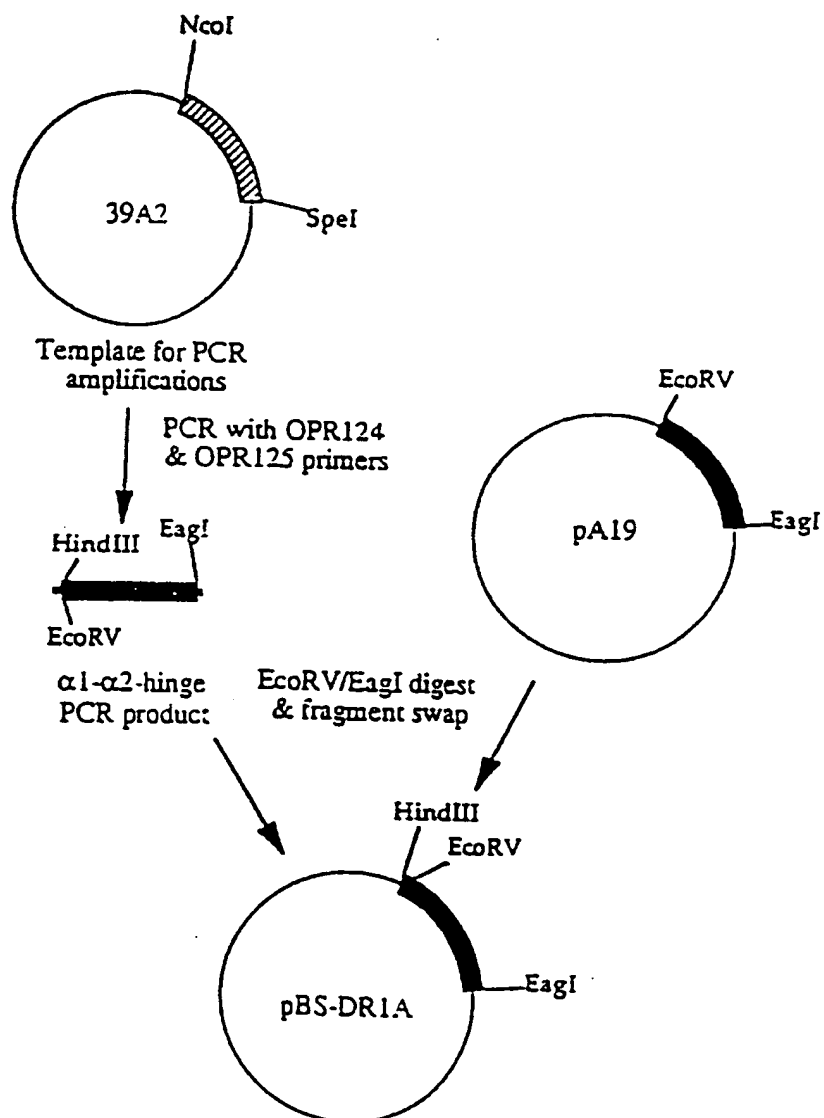 NcoI
39A2
SpeI
Template for PCR
amplifications
PCR with OPR124
& OPR125 primers
EcoRV
pA19
EagI
HindIII
EagI
EcoRV
α1-α2-hinge
PCR product
EcoRV/EagI digest
& fragment swap
HindIII
EcoRV
pBS-DR1A
EagI